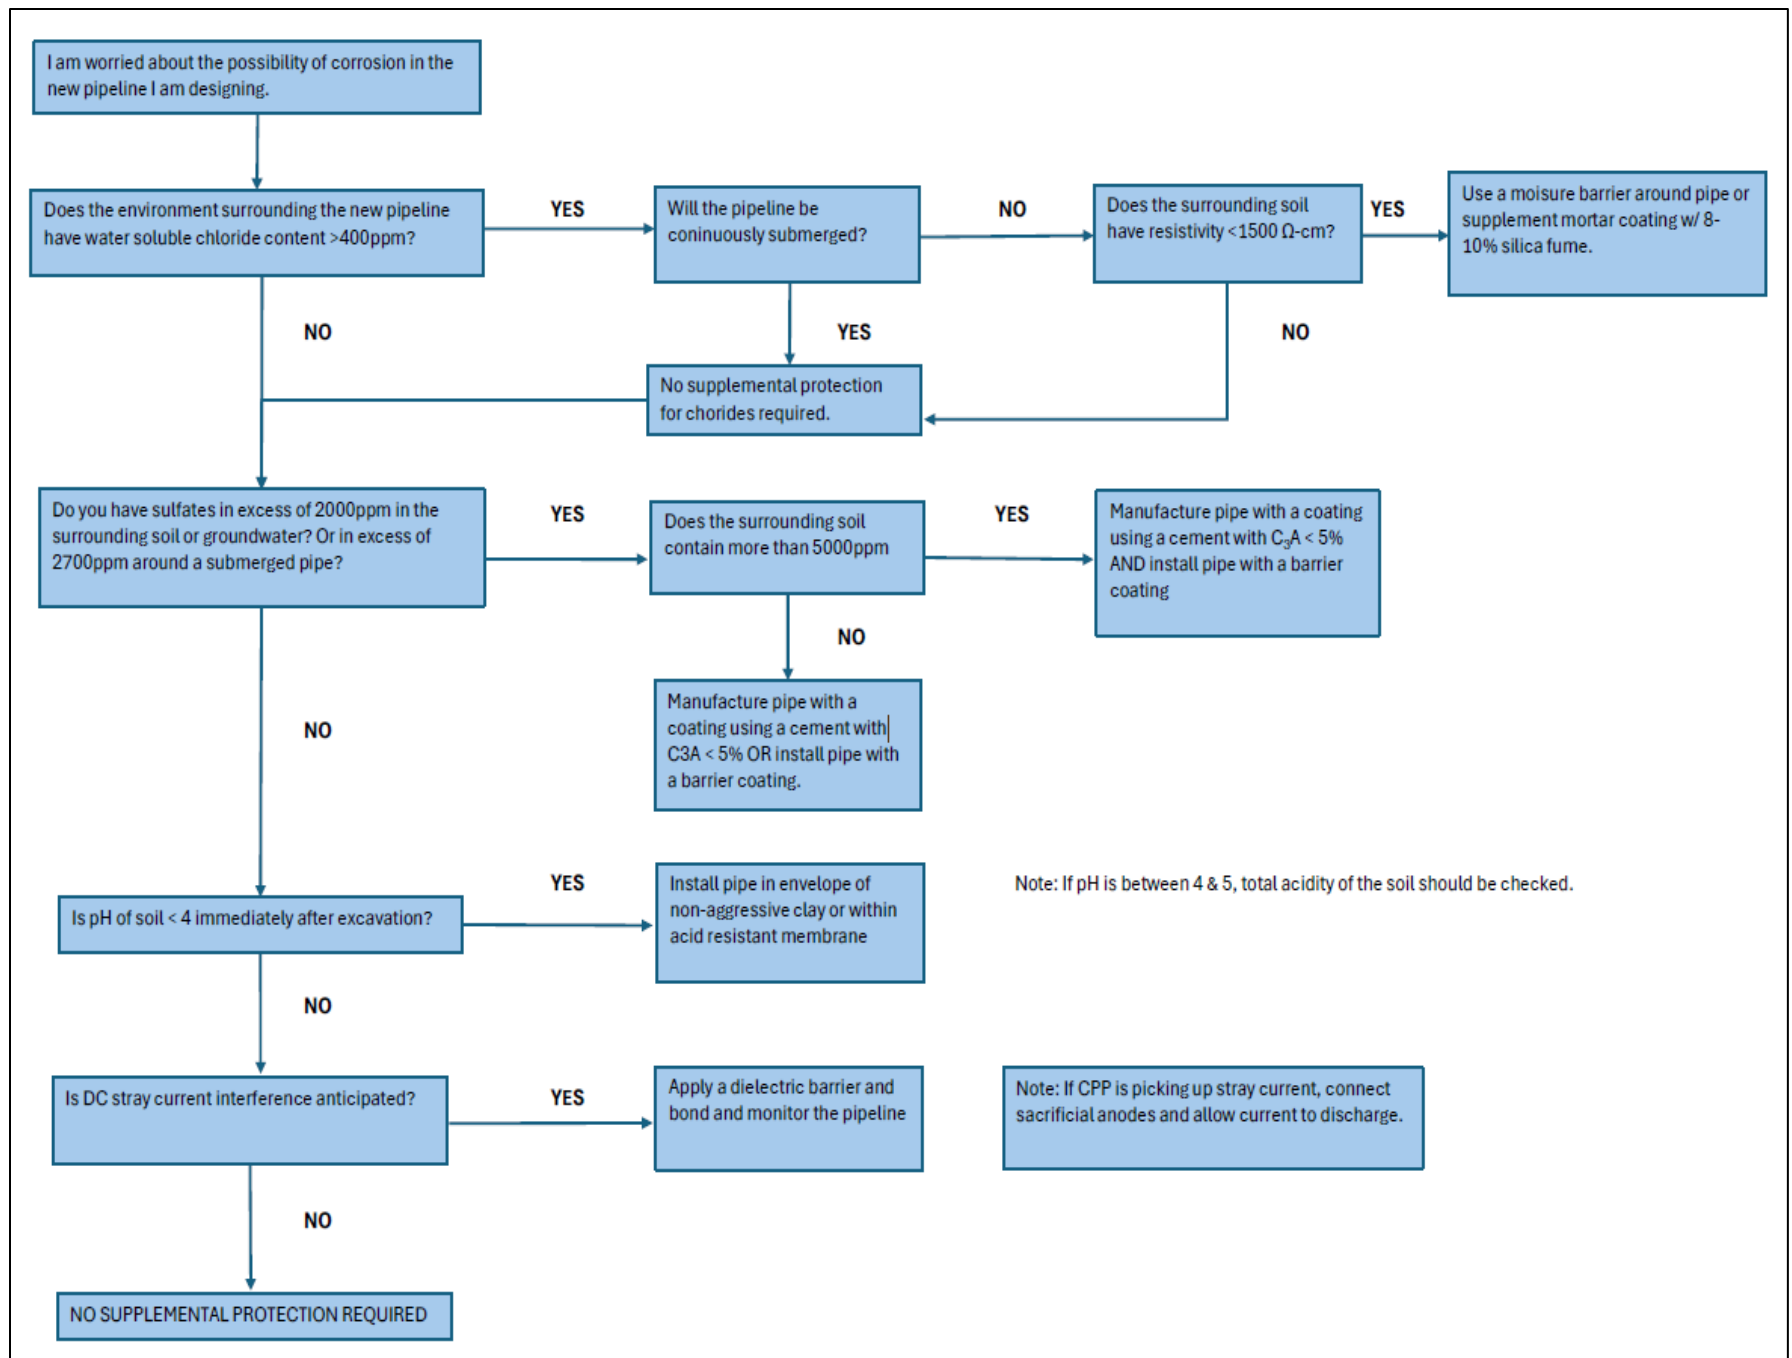 I am worried about the possibility of corrosion in the
new pipeline I am designing.
Does the environment surrounding the new pipeline
have water soluble chloride content >400ppm?
YES
Will the pipeline be
coninuously submerged?
NO
Does the surrounding soil
have resistivity <1500 Ω-cm?
YES
Use a moisure barrier around pipe or
supplement mortar coating w/ 8-
10% silica fume.
NO
YES
NO
No supplemental protection
for chorides required.
Do you have sulfates in excess of 2000ppm in the
surrounding soil or groundwater? Or in excess of
2700ppm around a submerged pipe?
YES
Does the surrounding soil
contain more than 5000ppm
YES
Manufacture pipe with a coating
using a cement with C₃A < 5%
AND install pipe with a barrier
coating
NO
Manufacture pipe with a
coating using a cement with
C3A < 5% OR install pipe with
a barrier coating.
NO
Is pH of soil < 4 immediately after excavation?
YES
Install pipe in envelope of
non-aggressive clay or within
acid resistant membrane
Note: If pH is between 4 & 5, total acidity of the soil should be checked.
NO
Is DC stray current interference anticipated?
YES
Apply a dielectric barrier and
bond and monitor the pipeline
Note: If CPP is picking up stray current, connect
sacrificial anodes and allow current to discharge.
NO
NO SUPPLEMENTAL PROTECTION REQUIRED